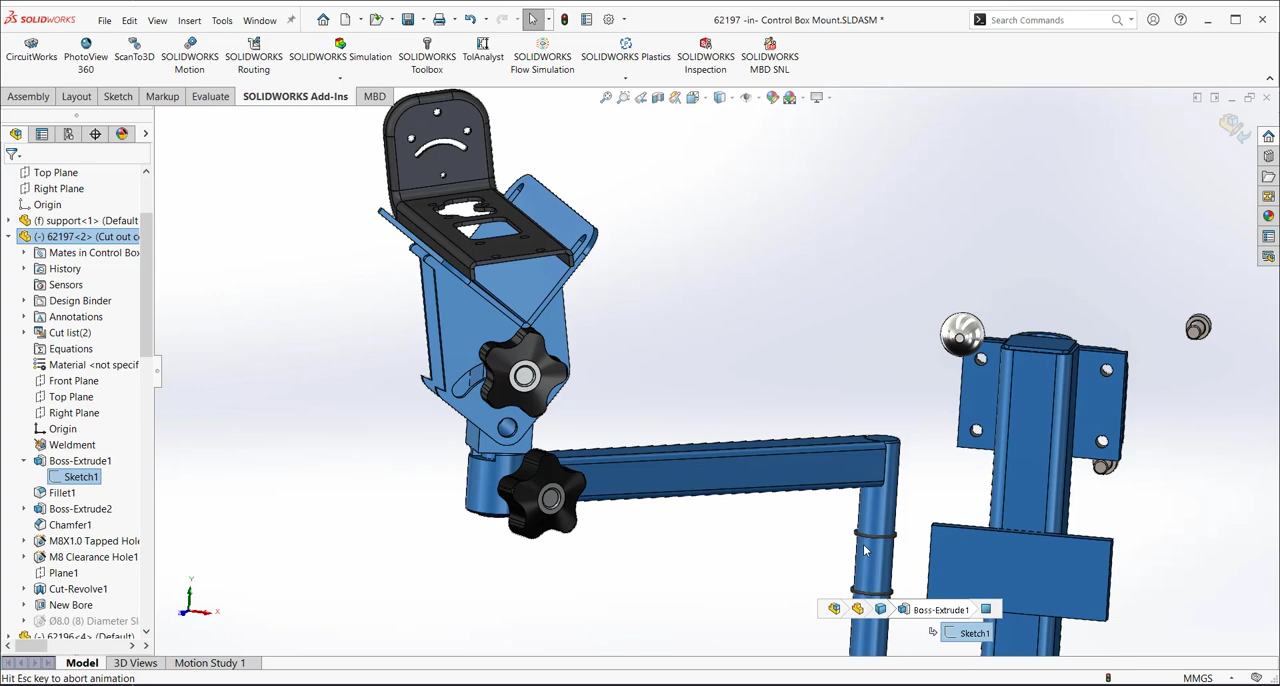 SOLIDWORKS File Edit View Insert Tools Window 62197 -in- Control Box Mount.SLDASM * Search Commands
CircuitWorks PhotoView 360 ScanTo3D SOLIDWORKS Motion SOLIDWORKS Routing SOLIDWORKS Simulation SOLIDWORKS Toolbox TolAnalyst SOLIDWORKS Flow Simulation SOLIDWORKS Plastics SOLIDWORKS Inspection SOLIDWORKS MBD SNL
Assembly Layout Sketch Markup Evaluate SOLIDWORKS Add-Ins MBD
Top Plane
Right Plane
Origin
(f) support<1> (Default
(-) 62197<2> (Cut out c
Mates in Control Box
History
Sensors
Design Binder
Annotations
Cut list(2)
Equations
Material <not specif
Front Plane
Top Plane
Right Plane
Origin
Weldment
Boss-Extrude1
Sketch1
Fillet1
Boss-Extrude2
Chamfer1
M8X1.0 Tapped Hole
M8 Clearance Hole1
Plane1
Cut-Revolve1
New Bore
Ø8.0 (8) Diameter Sl
(-) 62196<4> (Default
Y
X
Boss-Extrude1
Sketch1
Model 3D Views Motion Study 1
Hit Esc key to abort animation MMGS